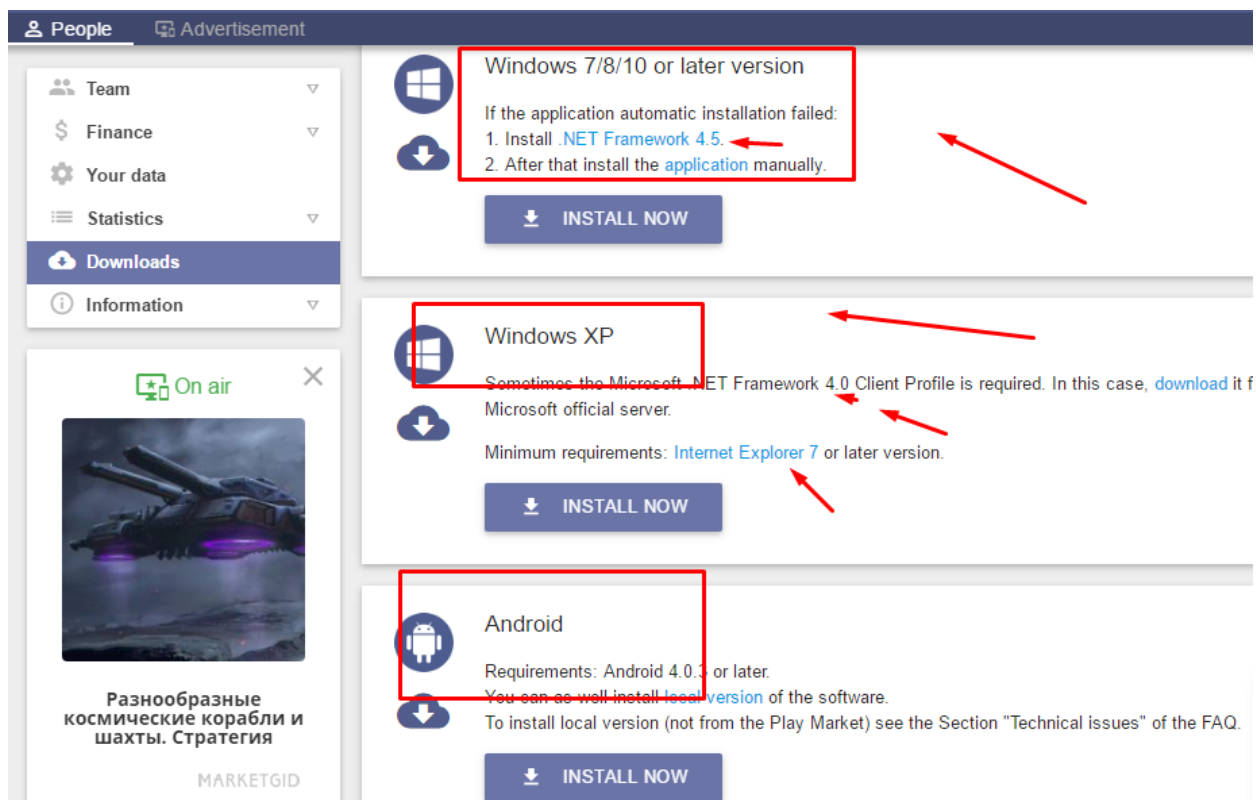 People
Advertisement
Team
Finance
Your data
Statistics
Downloads
Information
On air
Разнообразные
космические корабли и
шахты. Стратегия
MARKETGID
Windows 7/8/10 or later version
If the application automatic installation failed:
1. Install .NET Framework 4.5.
2. After that install the application manually.
INSTALL NOW
Windows XP
Sometimes the Microsoft .NET Framework 4.0 Client Profile is required. In this case, download it f
Microsoft official server.
Minimum requirements: Internet Explorer 7 or later version.
INSTALL NOW
Android
Requirements: Android 4.0.3 or later.
You can as well install local version of the software.
To install local version (not from the Play Market) see the Section "Technical issues" of the FAQ.
INSTALL NOW